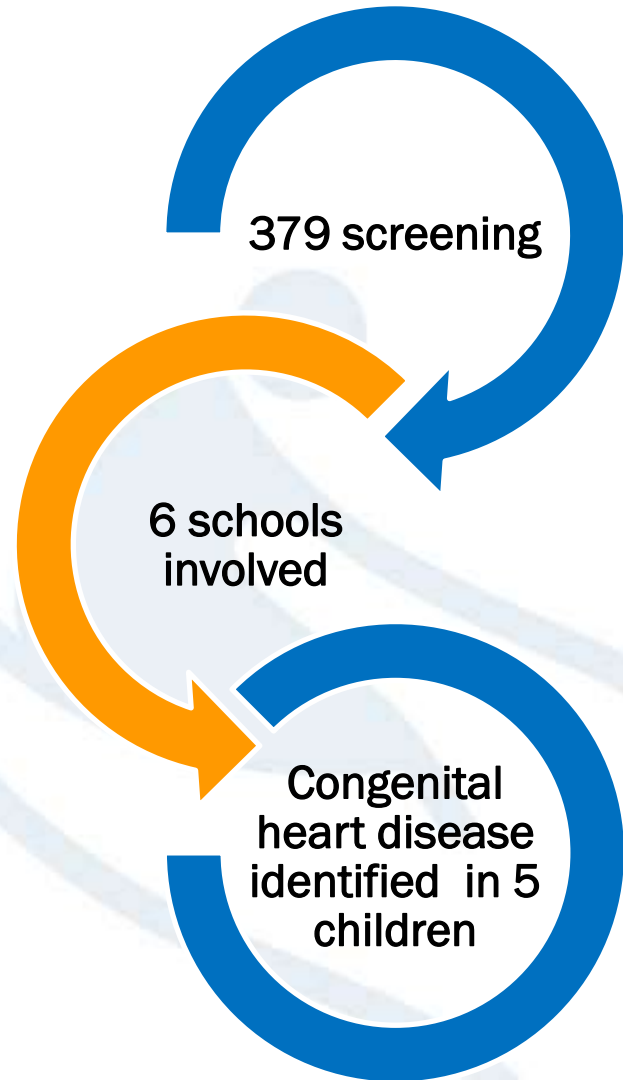 379 screening
6 schools
involved
Congenital
heart disease
identified  in 5
children